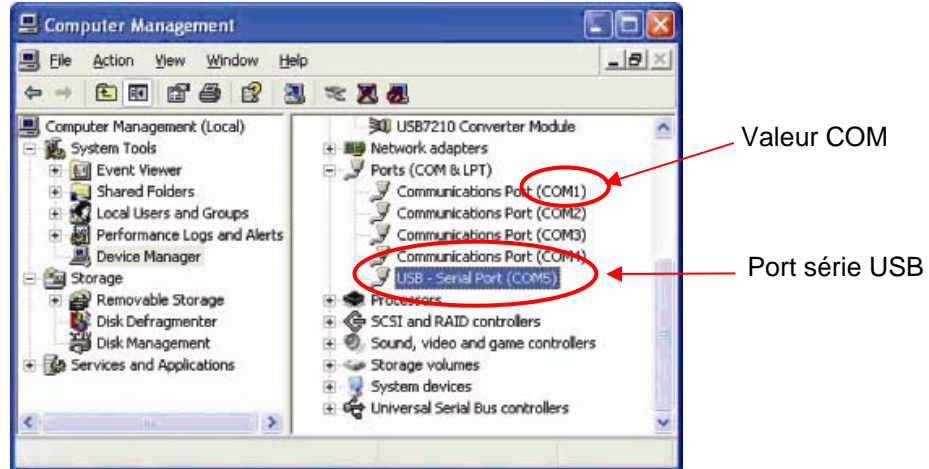 Computer Management
File Action View Window Help
Computer Management (Local)
System Tools
Event Viewer
Shared Folders
Local Users and Groups
Performance Logs and Alerts
Device Manager
Storage
Removable Storage
Disk Defragmenter
Disk Management
Services and Applications
USB7210 Converter Module
Network adapters
Ports (COM & LPT)
Communications Port (COM1)
Communications Port (COM2)
Communications Port (COM3)
Communications Port (COM4)
USB - Serial Port (COM5)
Processors
SCSI and RAID controllers
Sound, video and game controllers
Storage volumes
System devices
Universal Serial Bus controllers
Valeur COM
Port série USB